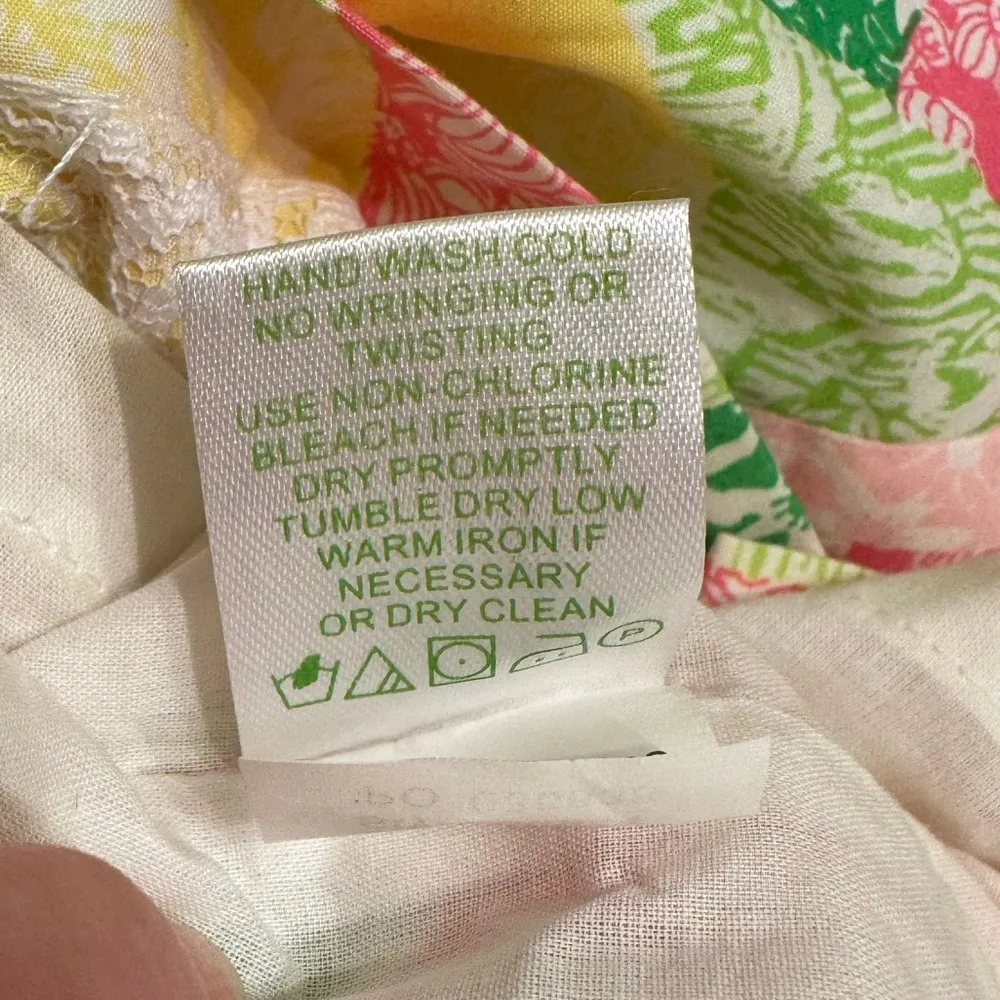 HAND WASH COLD
NO WRINGING OR
TWISTING
USE NON-CHLORINE
BLEACH IF NEEDED
DRY PROMPTLY
TUMBLE DRY LOW
WARM IRON IF
NECESSARY
OR DRY CLEAN
P